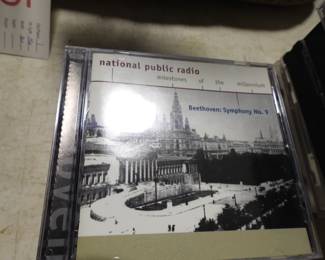 national public radio
milestones of the millennium
Beethoven: Symphony No. 9